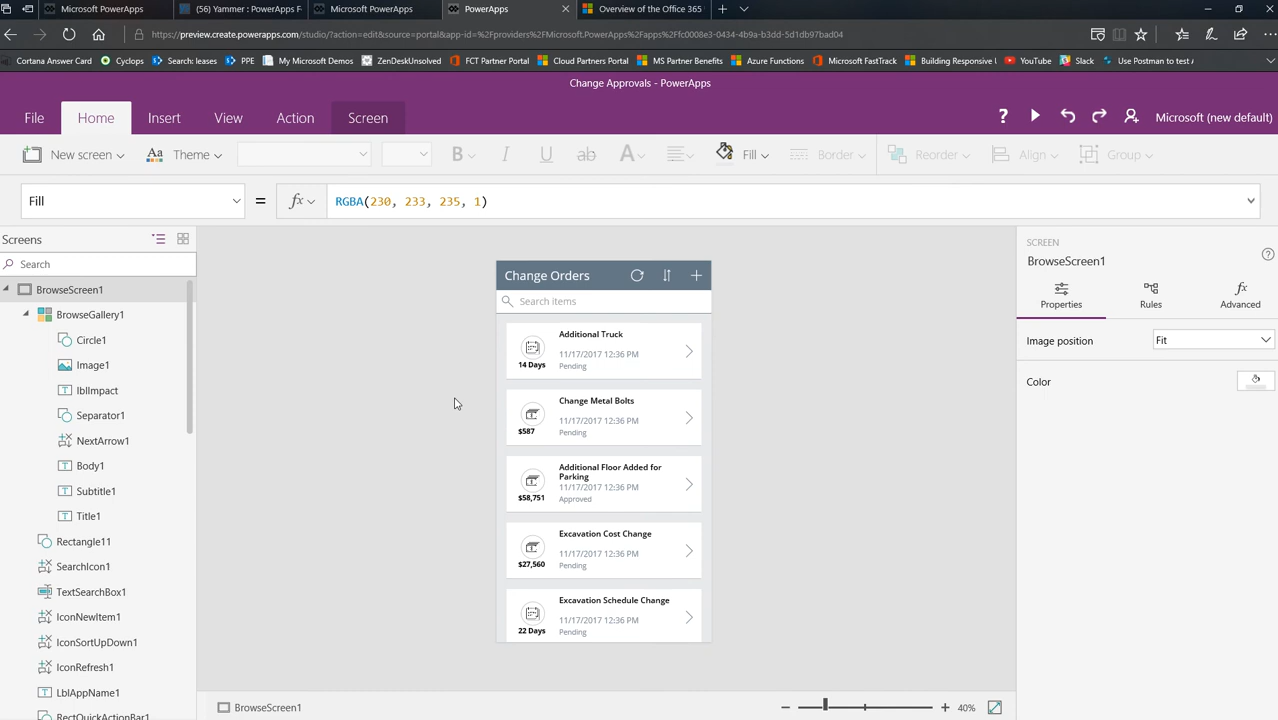 Microsoft PowerApps
(56) Yammer : PowerApps F
Microsoft PowerApps
PowerApps
Overview of the Office 365
https://preview.create.powerapps.com/studio/?action=edit&source=portal&app-id=%2Fproviders%2FMicrosoft.PowerApps%2Fapps%2Ffc0008e3-0434-4b9a-b3dd-5d1db97bad04
Cortana Answer Card
Cyclops
Search: leases
PPE
My Microsoft Demos
ZenDeskUnsolved
FCT Partner Portal
Cloud Partners Portal
MS Partner Benefits
Azure Functions
Microsoft FastTrack
Building Responsive U
YouTube
Slack
Use Postman to test A
Change Approvals - PowerApps
File
Home
Insert
View
Action
Screen
?
Microsoft (new default)
New screen
Aa Theme
B
I
U
ab
A
Fill
Border
Reorder
Align
Group
Fill
=
fx
RGBA(230, 233, 235, 1)
Screens
Search
BrowseScreen1
BrowseGallery1
Circle1
Image1
lblImpact
Separator1
NextArrow1
Body1
Subtitle1
Title1
Rectangle11
SearchIcon1
TextSearchBox1
IconNewItem1
IconSortUpDown1
IconRefresh1
LblAppName1
RectQuickActionBar1
Change Orders
Search items
Additional Truck
11/17/2017 12:36 PM
14 Days
Pending
Change Metal Bolts
11/17/2017 12:36 PM
$587
Pending
Additional Floor Added for
Parking
11/17/2017 12:36 PM
$58,751
Approved
Excavation Cost Change
11/17/2017 12:36 PM
$27,560
Pending
Excavation Schedule Change
11/17/2017 12:36 PM
22 Days
Pending
SCREEN
BrowseScreen1
Properties
Rules
fx
Advanced
Image position
Fit
Color
BrowseScreen1
40%